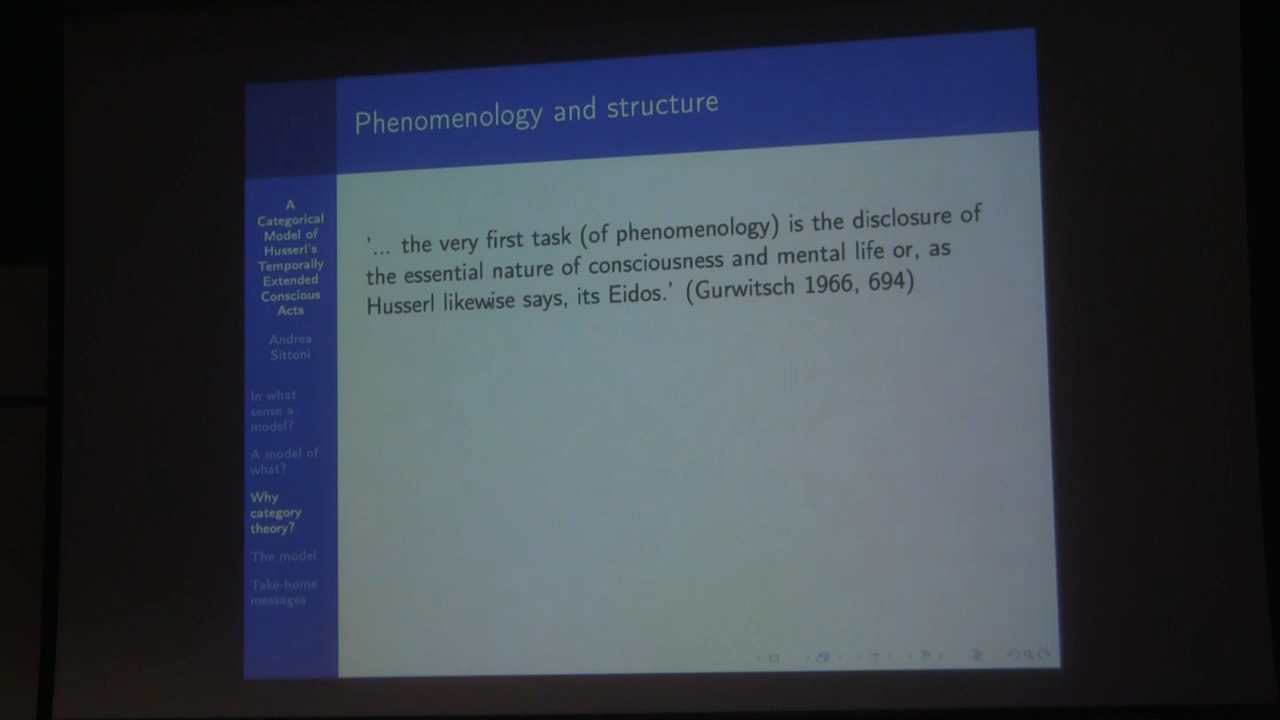 Phenomenology and structure
A
Categorical
Model of
Husserl's
Temporally
Extended
Conscious
Acts
Andrea
Sittoni
In what
sense a
model?
A model of
what?
Why
category
theory?
The model
Take-home
messages
'... the very first task (of phenomenology) is the disclosure of
the essential nature of consciousness and mental life or, as
Husserl likewise says, its Eidos.' (Gurwitsch 1966, 694)